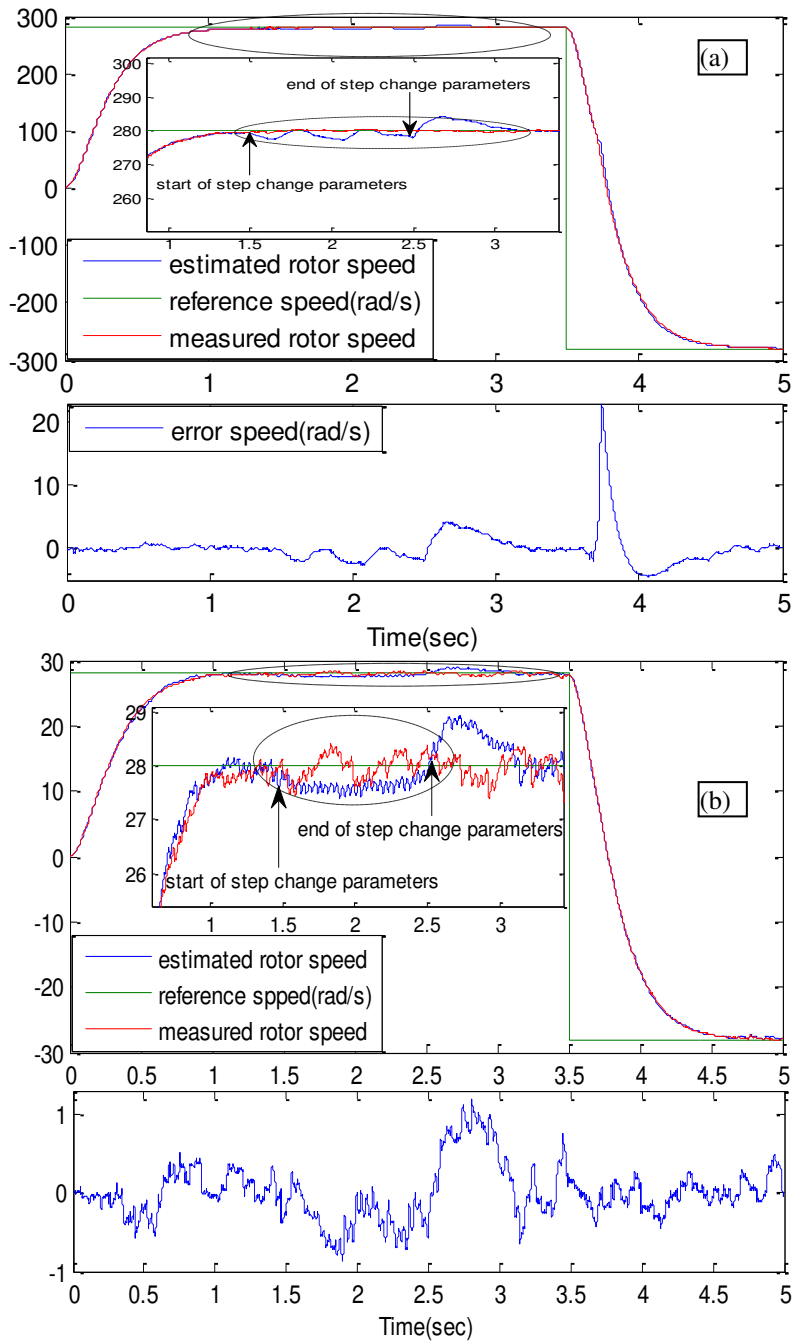 300
200
100
0
-100
-200
-300
(a)
300
290
280
270
260
end of step change parameters
start of step change parameters
1 1.5 2 2.5 3
estimated rotor speed
reference speed(rad/s)
measured rotor speed
0 1 2 3 4 5
20
10
0
error speed(rad/s)
0 1 2 3 4 5
Time(sec)
30
20
10
0
-10
-20
-30
(b)
29
28
27
26
end of step change parameters
start of step change parameters
1 1.5 2 2.5 3
estimated rotor speed
reference spped(rad/s)
measured rotor speed
0 0.5 1 1.5 2 2.5 3 3.5 4 4.5 5
1
0
-1
0 0.5 1 1.5 2 2.5 3 3.5 4 4.5 5
Time(sec)